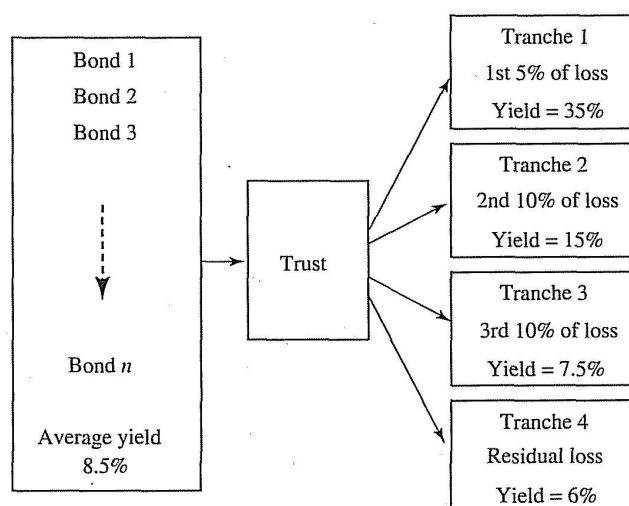 Bond 1
Bond 2
Bond 3
Bond n
Average yield
8.5%
Trust
Tranche 1
1st 5% of loss
Yield = 35%
Tranche 2
2nd 10% of loss
Yield = 15%
Tranche 3
3rd 10% of loss
Yield = 7.5%
Tranche 4
Residual loss
Yield = 6%